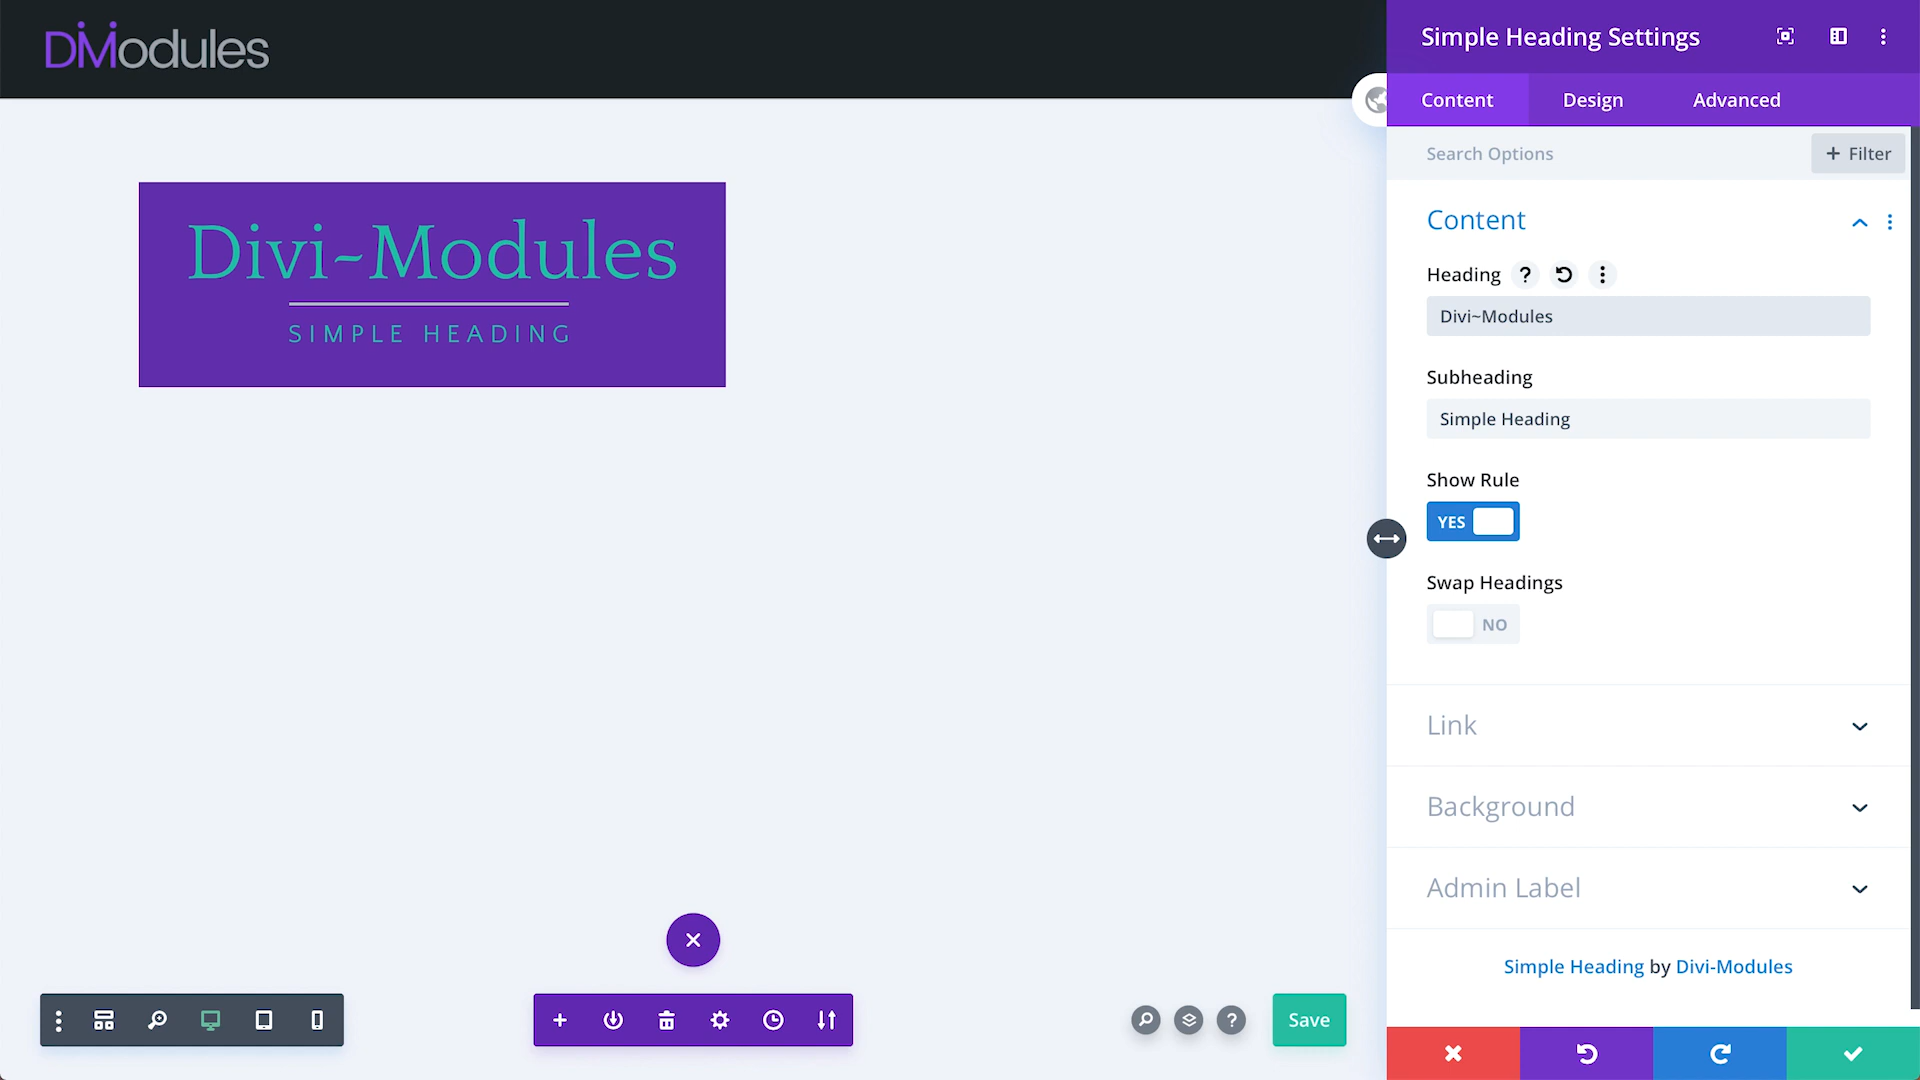 DiModules
Divi~Modules
SIMPLE HEADING
Save
Simple Heading Settings
Content Design Advanced
Search Options
+ Filter
Content
Heading ?
Divi~Modules
Subheading
Simple Heading
Show Rule
YES
Swap Headings
NO
Link
Background
Admin Label
Simple Heading by Divi-Modules
?